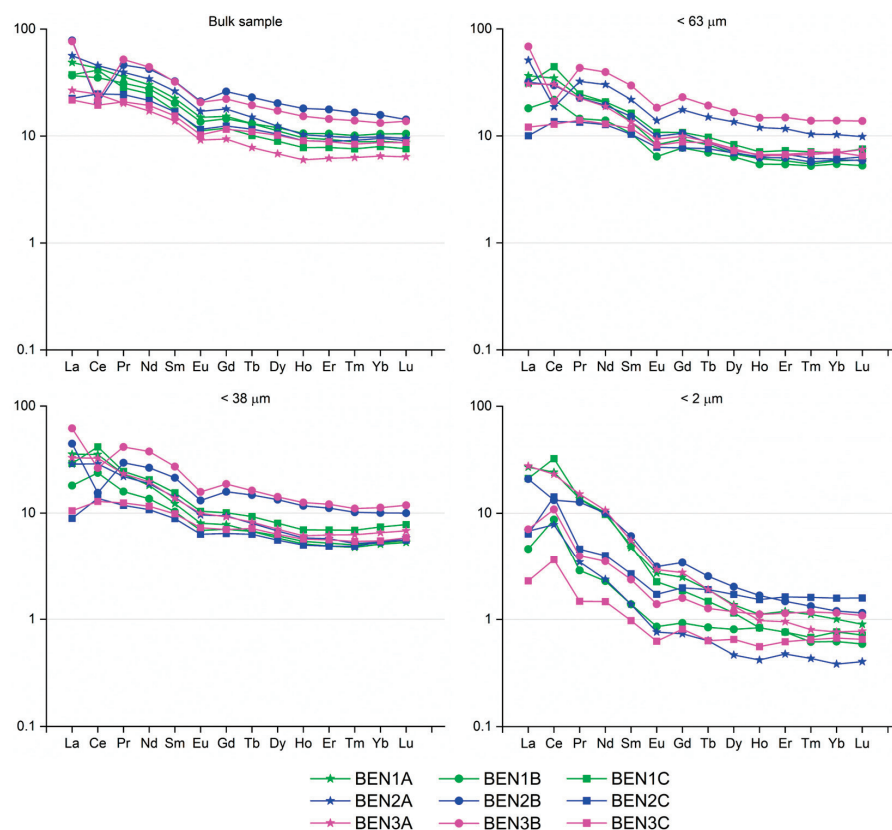 Bulk sample
100
10
1
0.1
La Ce Pr Nd Sm Eu Gd Tb Dy Ho Er Tm Yb Lu
< 63 μm
100
10
1
0.1
La Ce Pr Nd Sm Eu Gd Tb Dy Ho Er Tm Yb Lu
< 38 μm
100
10
1
0.1
La Ce Pr Nd Sm Eu Gd Tb Dy Ho Er Tm Yb Lu
< 2 μm
100
10
1
0.1
La Ce Pr Nd Sm Eu Gd Tb Dy Ho Er Tm Yb Lu
BEN1A BEN1B BEN1C
BEN2A BEN2B BEN2C
BEN3A BEN3B BEN3C